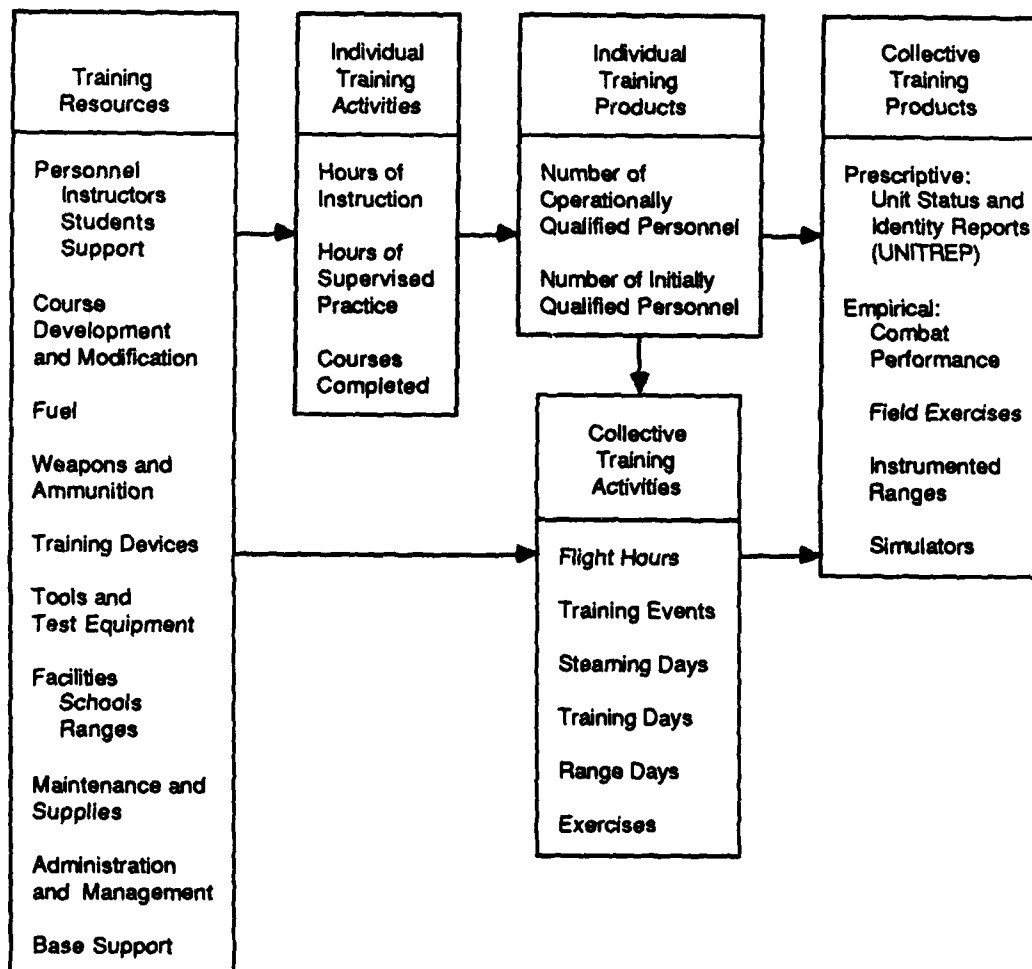 Training
Resources
Personnel
Instructors
Students
Support
Course
Development
and Modification
Fuel
Weapons and
Ammunition
Training Devices
Tools and
Test Equipment
Facilities
Schools
Ranges
Maintenance and
Supplies
Administration
and Management
Base Support
Individual
Training
Activities
Hours of
Instruction
Hours of
Supervised
Practice
Courses
Completed
Individual
Training
Products
Number of
Operationally
Qualified Personnel
Number of Initially
Qualified Personnel
Collective
Training
Activities
Flight Hours
Training Events
Steaming Days
Training Days
Range Days
Exercises
Collective
Training
Products
Prescriptive:
Unit Status and
Identity Reports
(UNITREP)
Empirical:
Combat
Performance
Field Exercises
Instrumented
Ranges
Simulators